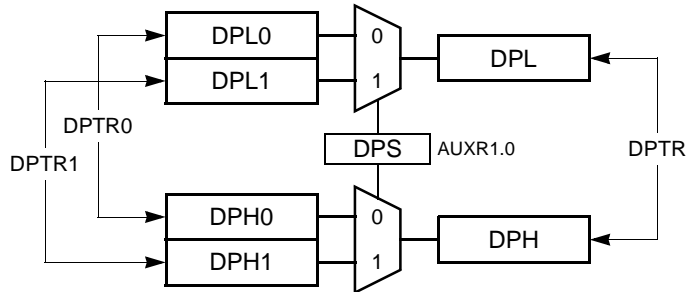 DPL0
0
DPL
DPL1
1
DPTR0
DPS
AUXR1.0
DPTR
DPTR1
DPH0
0
DPH
DPH1
1